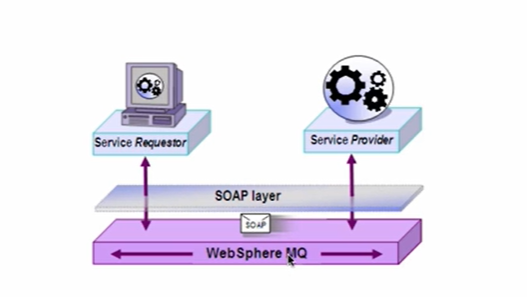 Service Requestor
Service Provider
SOAP layer
SOAP
WebSphere MQ